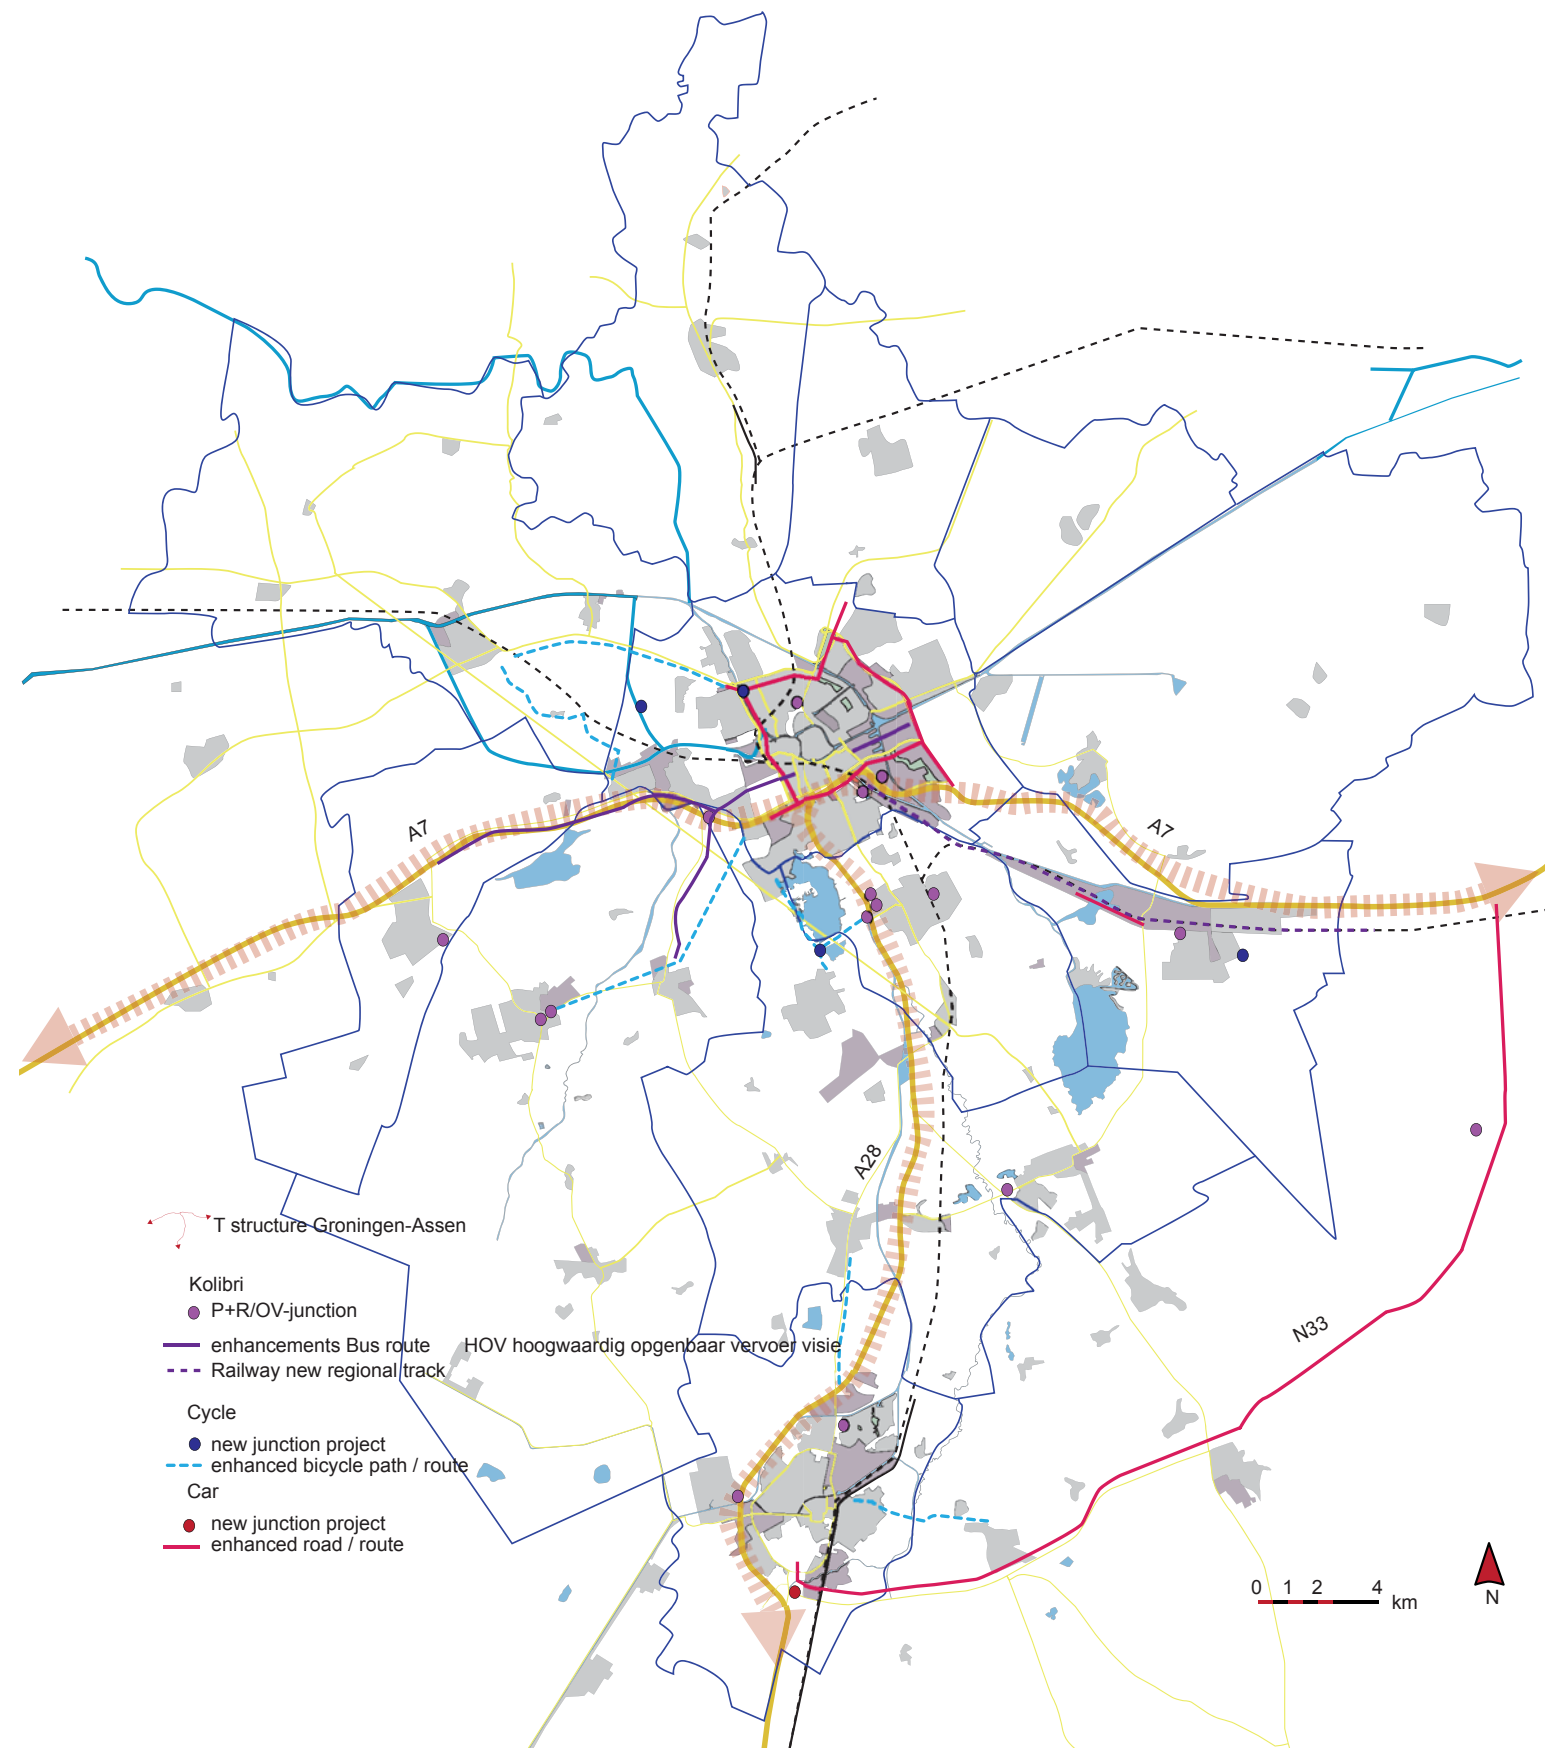 A7
A7
A28
T structure Groningen-Assen
Kolibri
P+R/OV-junction
enhancements Bus route HOV hoogwaardig opgenbaar vervoer visie
Railway new regional track
N33
Cycle
new junction project
enhanced bicycle path / route
Car
new junction project
enhanced road / route
0 1 2 4
km
N